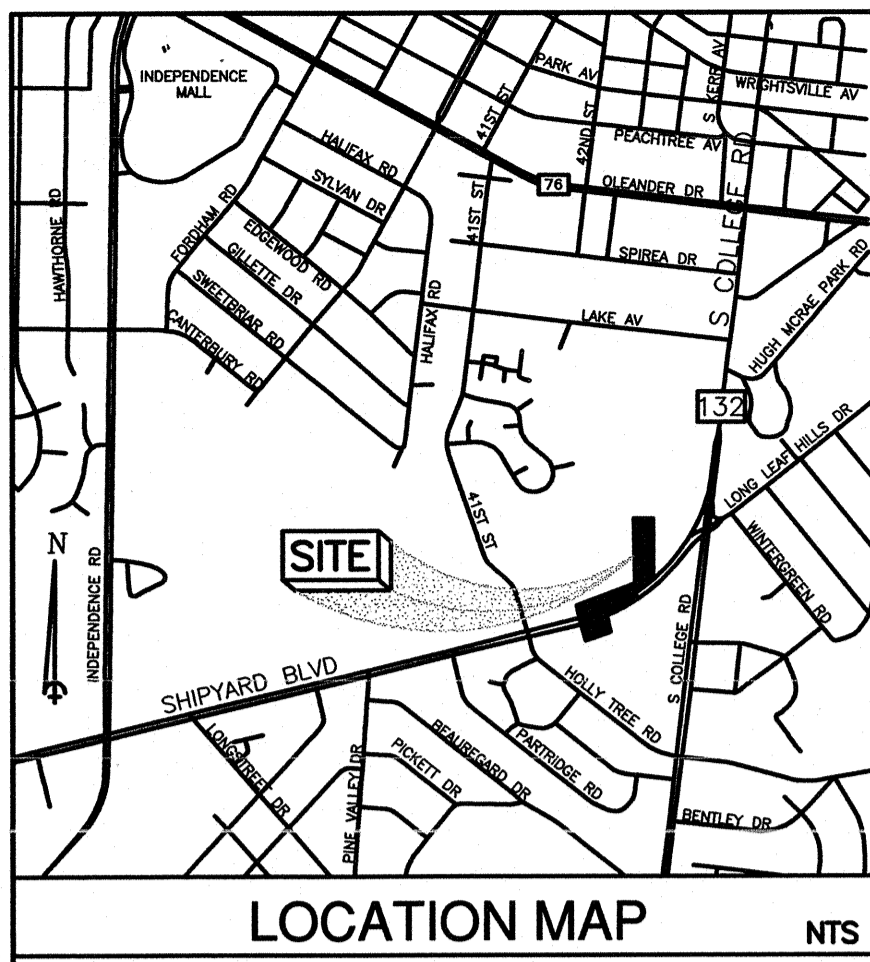 INDEPENDENCE
MALL
PARK AV
S KERR AV
WRIGHTSVILLE AV
41ST ST
42ND ST
PEACHTREE AV
HALIFAX RD
SYLVAN DR
76
OLEANDER DR
S COLLEGE RD
HAWTHORNE RD
FORDHAM RD
EDGEWOOD RD
GILLETTE DR
SWEETBRIAR RD
CANTERBURY RD
41ST ST
SPIREA DR
HALIFAX RD
LAKE AV
HUGH MCRAE PARK RD
132
LONG LEAF HILLS DR
41ST ST
WINTERGREEN RD
N
SITE
INDEPENDENCE RD
S COLLEGE RD
SHIPYARD BLVD
HOLLY TREE RD
LONGSTREET DR
PINE VALLEY DR
BEAUREGARD DR
PICKETT DR
PARTRIDGE RD
BENTLEY DR
LOCATION MAP
NTS